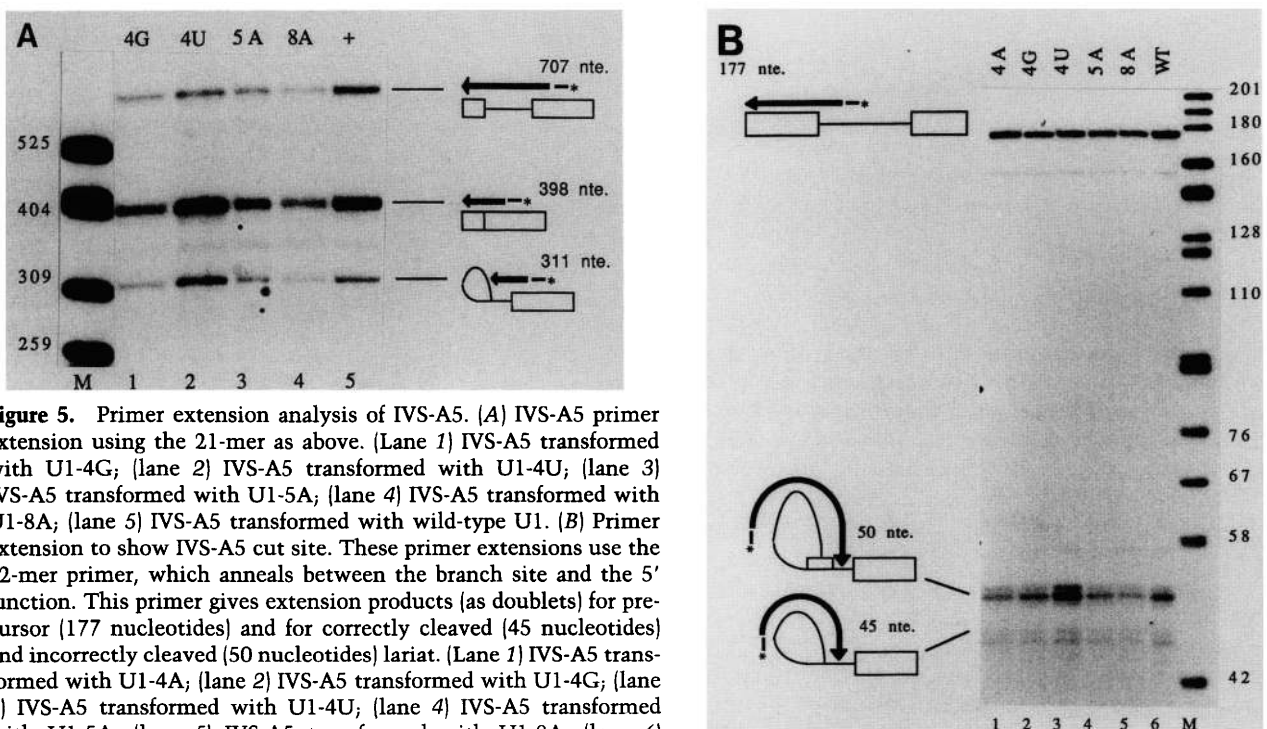 A
4G 4U 5A 8A +
707 nte.
525
398 nte.
404
311 nte.
309
259
M 1 2 3 4 5
igure 5. Primer extension analysis of IVS-A5. (A) IVS-A5 primer
xtension using the 21-mer as above. (Lane 1) IVS-A5 transformed
with U1-4G; (lane 2) IVS-A5 transformed with U1-4U; (lane 3)
VS-A5 transformed with U1-5A; (lane 4) IVS-A5 transformed with
U1-8A; (lane 5) IVS-A5 transformed with wild-type U1. (B) Primer
xtension to show IVS-A5 cut site. These primer extensions use the
2-mer primer, which anneals between the branch site and the 5′
unction. This primer gives extension products (as doublets) for pre-
ursor (177 nucleotides) and for correctly cleaved (45 nucleotides)
nd incorrectly cleaved (50 nucleotides) lariat. (Lane 1) IVS-A5 trans-
ormed with U1-4A; (lane 2) IVS-A5 transformed with U1-4G; (lane
) IVS-A5 transformed with U1-4U; (lane 4) IVS-A5 transformed
with U1-5A; (lane 5) IVS-A5 transformed with U1-8A; (lane 6)
B
177 nte.
4A 4G 4U 5A 8A WT
201
180
160
128
110
76
67
58
50 nte.
45 nte.
42
1 2 3 4 5 6 M